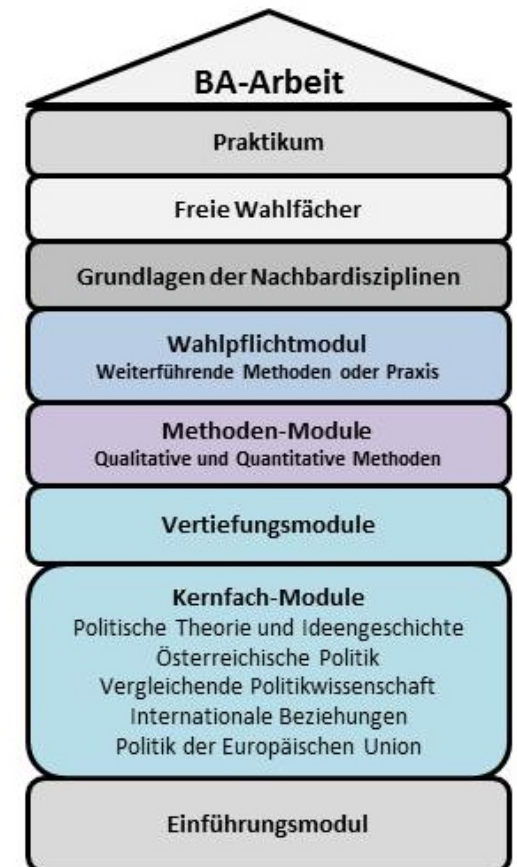 BA-Arbeit
Praktikum
Freie Wahlfächer
Grundlagen der Nachbardisziplinen
Wahlpflichtmodul
Weiterführende Methoden oder Praxis
Methoden-Module
Qualitative und Quantitative Methoden
Vertiefungsmodule
Kernfach-Module
Politische Theorie und Ideengeschichte
Österreichische Politik
Vergleichende Politikwissenschaft
Internationale Beziehungen
Politik der Europäischen Union
Einführungsmodul